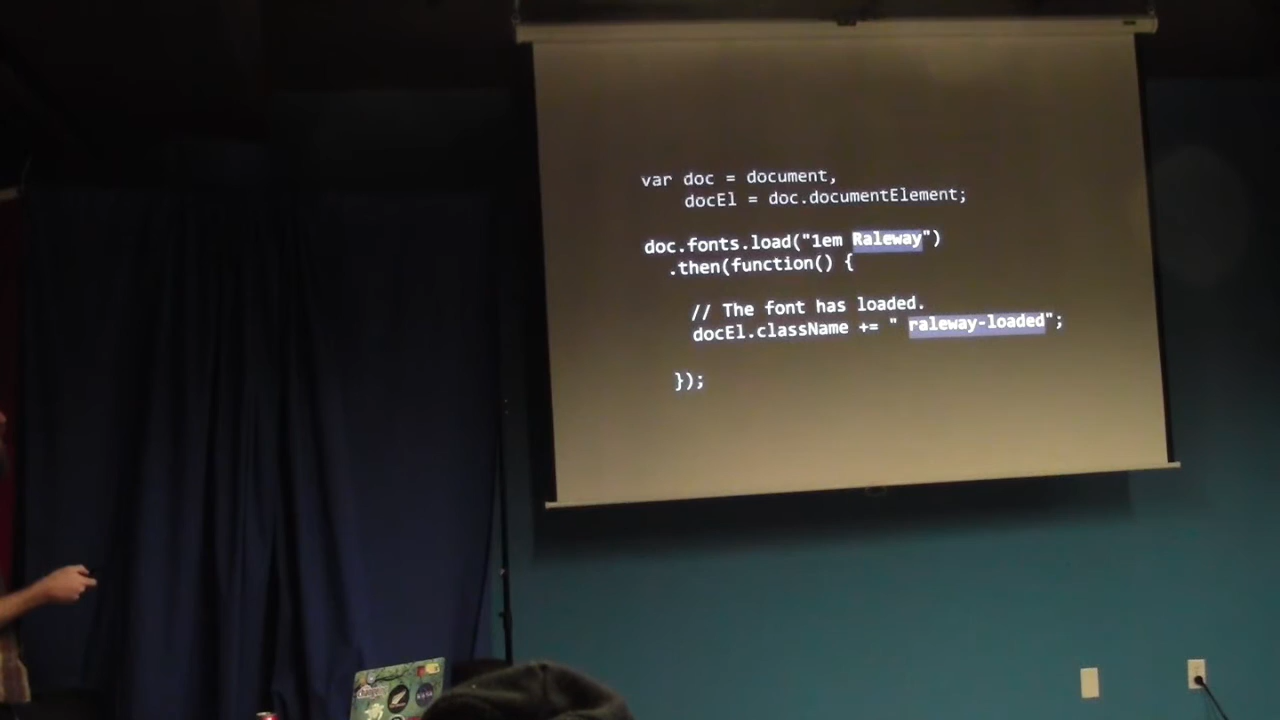 var doc = document,
docEl = doc.documentElement;
doc.fonts.load("1em Raleway")
.then(function() {
// The font has loaded.
docEl.className += " raleway-loaded";
});
NASA